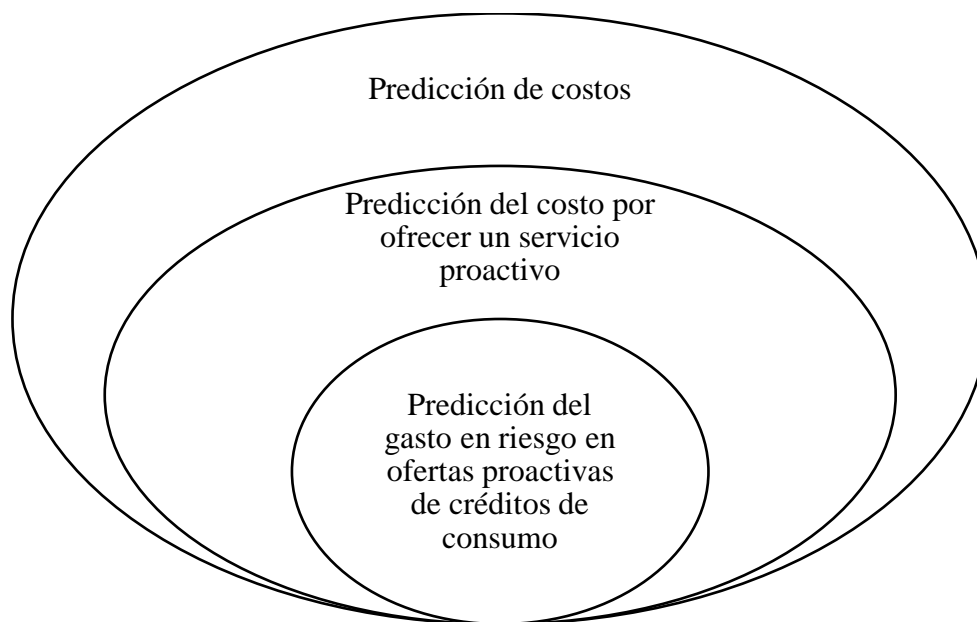 Predicción de costos
Predicción del costo por
ofrecer un servicio
proactivo
Predicción del
gasto en riesgo en
ofertas proactivas
de créditos de
consumo